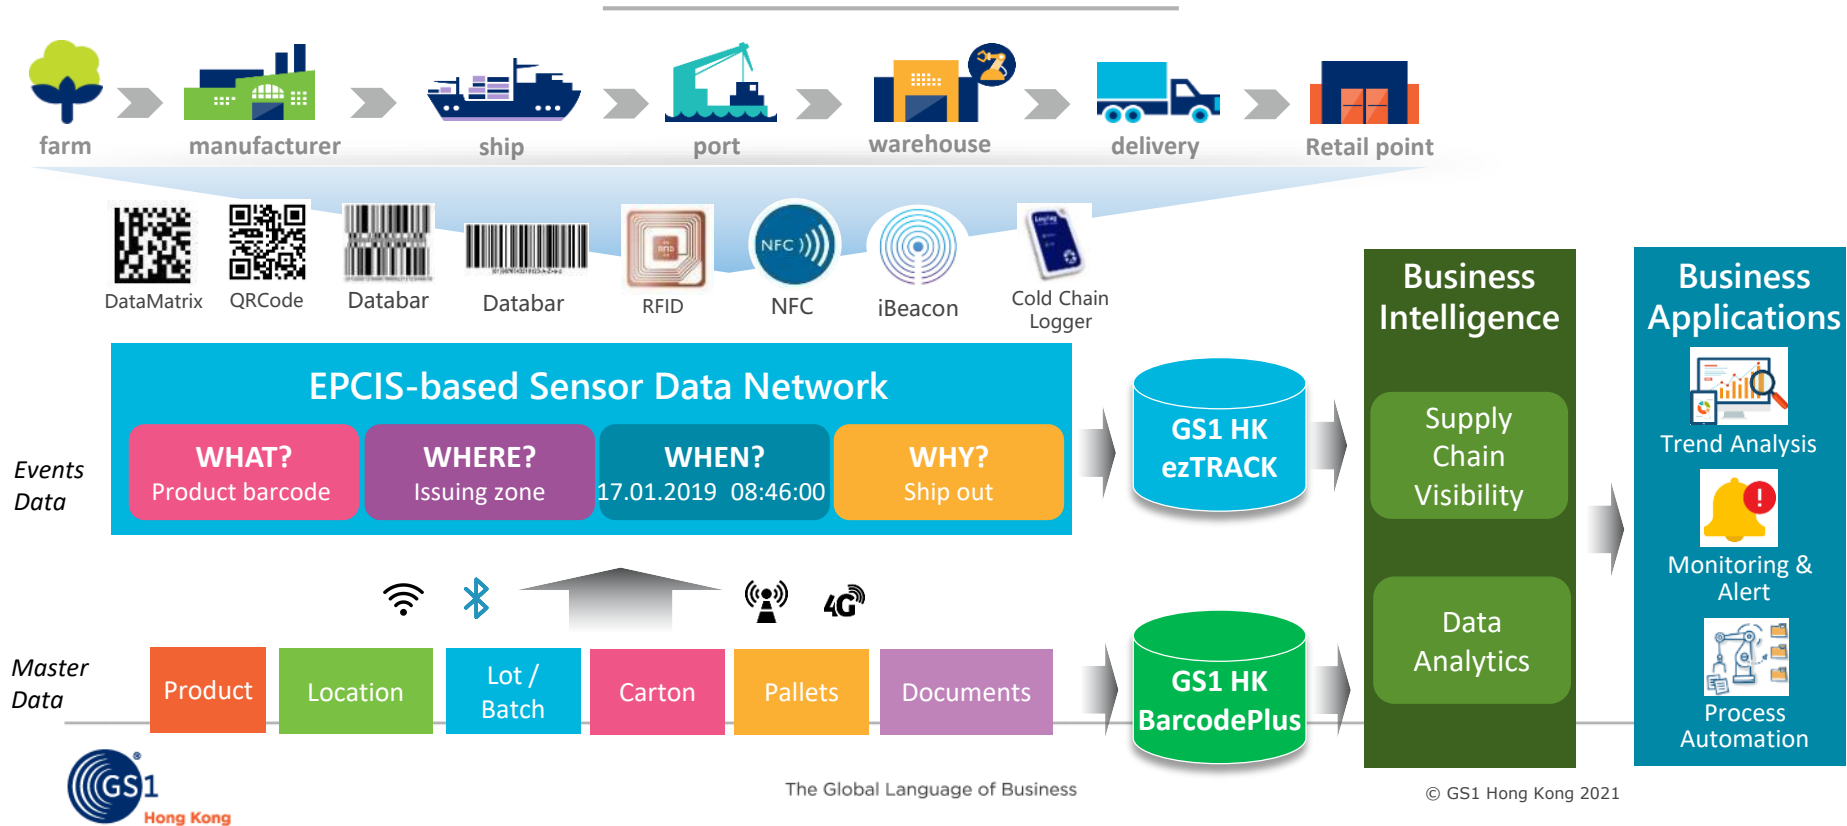 farm
manufacturer
ship
port
warehouse
delivery
Retail point
DataMatrix
QRCode
Databar
Databar
RFID
NFC
NFC
iBeacon
Cold Chain
Logger
EPCIS-based Sensor Data Network
Events
Data
WHAT?
Product barcode
WHERE?
Issuing zone
WHEN?
17.01.2019 08:46:00
WHY?
Ship out
GS1 HK
ezTRACK
4G
Master
Data
Product
Location
Lot /
Batch
Carton
Pallets
Documents
GS1 HK
BarcodePlus
Business
Intelligence
Supply
Chain
Visibility
Data
Analytics
Business
Applications
Trend Analysis
Monitoring &
Alert
Process
Automation
GS1
®
Hong Kong
The Global Language of Business
© GS1 Hong Kong 2021